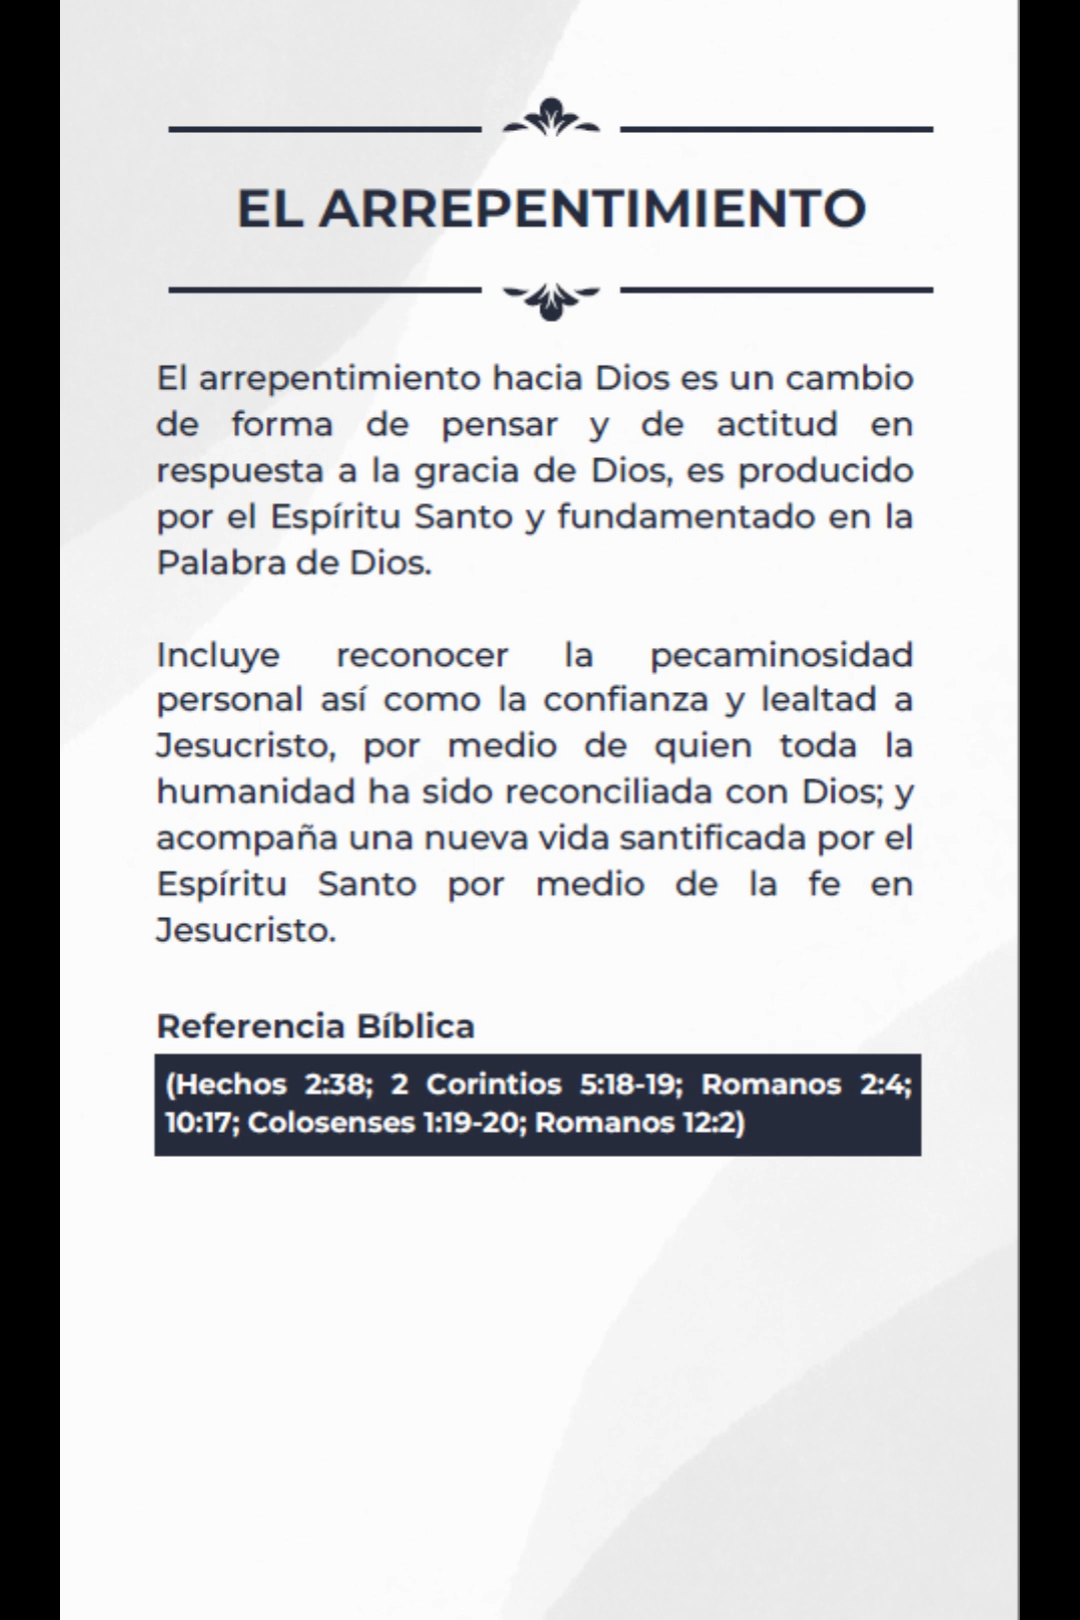 EL ARREPENTIMIENTO
El arrepentimiento hacia Dios es un cambio
de forma de pensar y de actitud en
respuesta a la gracia de Dios, es producido
por el Espíritu Santo y fundamentado en la
Palabra de Dios.
Incluye reconocer la pecaminosidad
personal así como la confianza y lealtad a
Jesucristo, por medio de quien toda la
humanidad ha sido reconciliada con Dios; y
acompaña una nueva vida santificada por el
Espíritu Santo por medio de la fe en
Jesucristo.
Referencia Bíblica
(Hechos 2:38; 2 Corintios 5:18-19; Romanos 2:4;
10:17; Colosenses 1:19-20; Romanos 12:2)